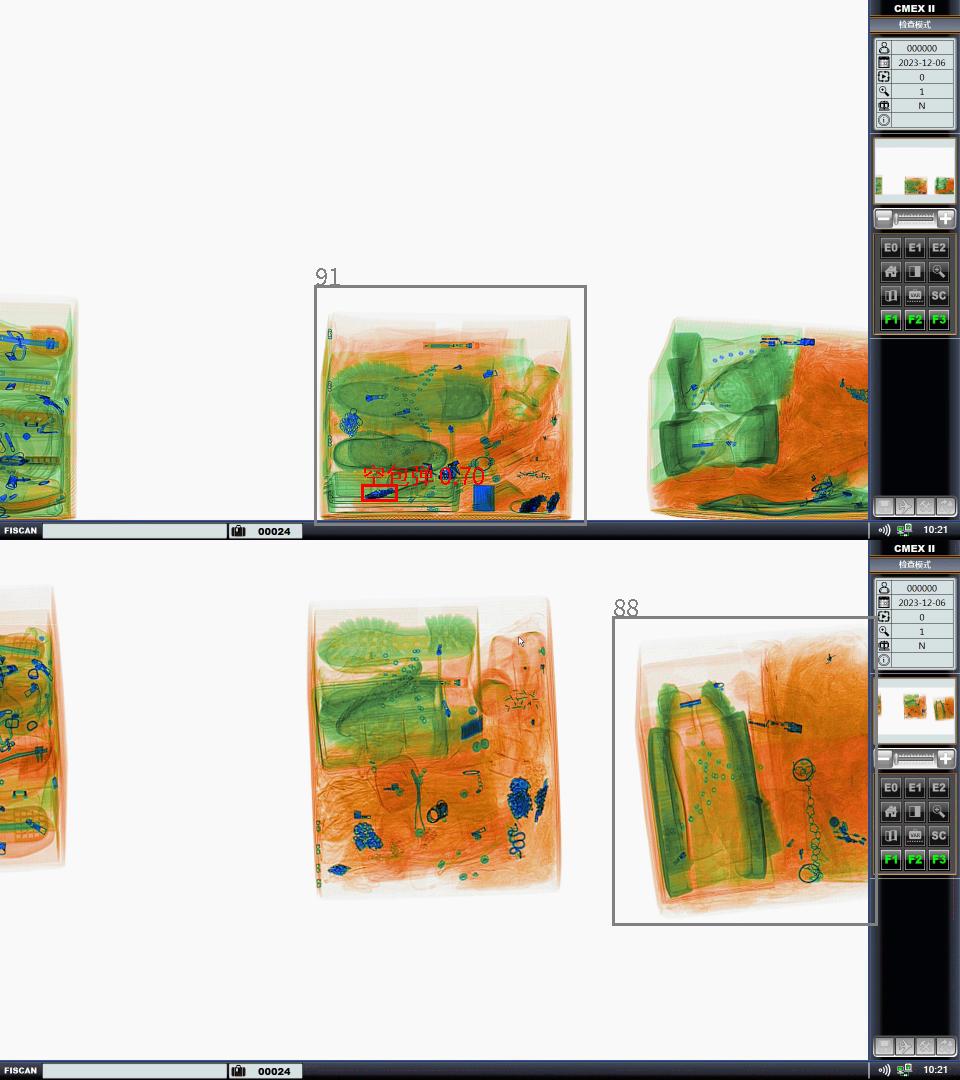 CMEX II
检查模式
000000
2023-12-06
0
1
N
E0 E1 E2
VAR SC
F1 F2 F3
91
空包弹 0.70
FISCAN
00024
10:21
CMEX II
检查模式
000000
2023-12-06
0
1
N
E0 E1 E2
VAR SC
F1 F2 F3
88
FISCAN
00024
10:21